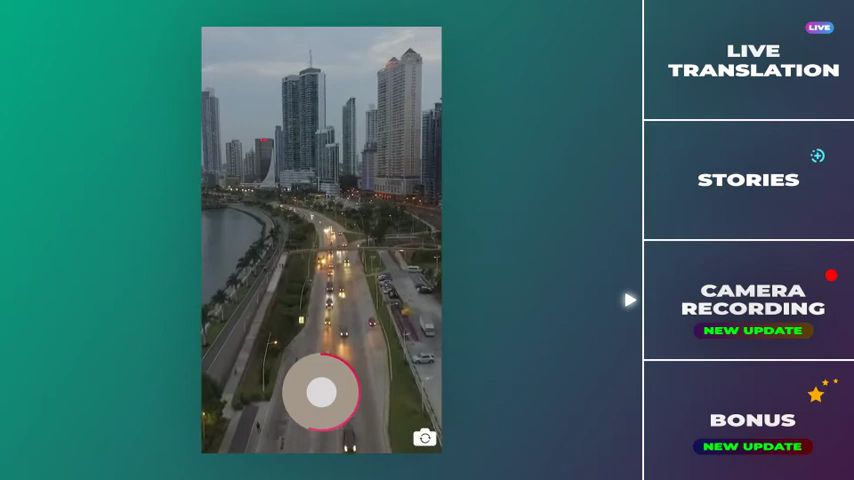 LIVE
LIVE
TRANSLATION
STORIES
CAMERA
RECORDING
NEW UPDATE
BONUS
NEW UPDATE